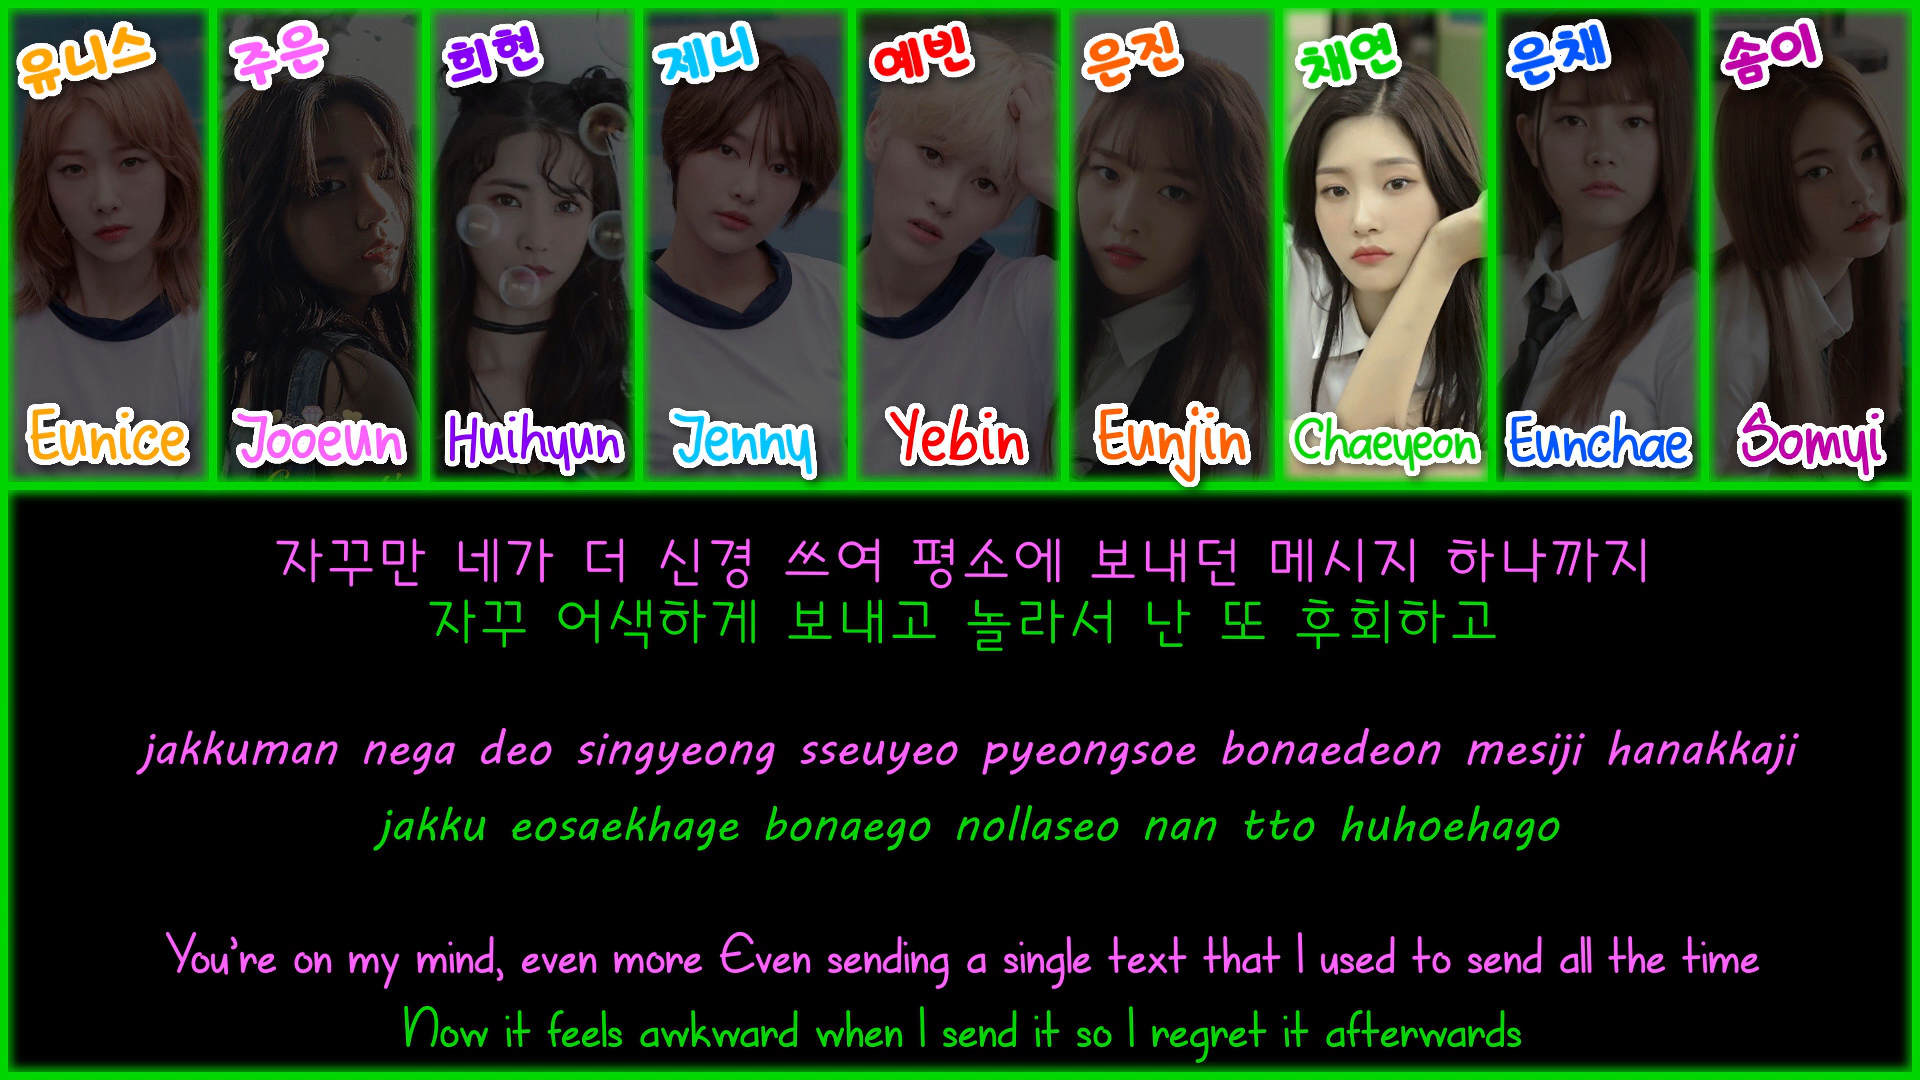 유니스 주은 희현 제니 예빈 은진 채연 은채 솜이
Eunice Jooeun Huihyun Jenny Yebin Eunjin Chaeyeon Eunchae Somyi
자꾸만 네가 더 신경 쓰여 평소에 보내던 메시지 하나까지
자꾸 어색하게 보내고 놀라서 난 또 후회하고
jakkuman nega deo singyeong sseuyeo pyeongsoe bonaedeon mesiji hanakkaji
jakku eosaekhage bonaego nollaseo nan tto huhoehago
You're on my mind, even more Even sending a single text that I used to send all the time
Now it feels awkward when I send it so I regret it afterwards